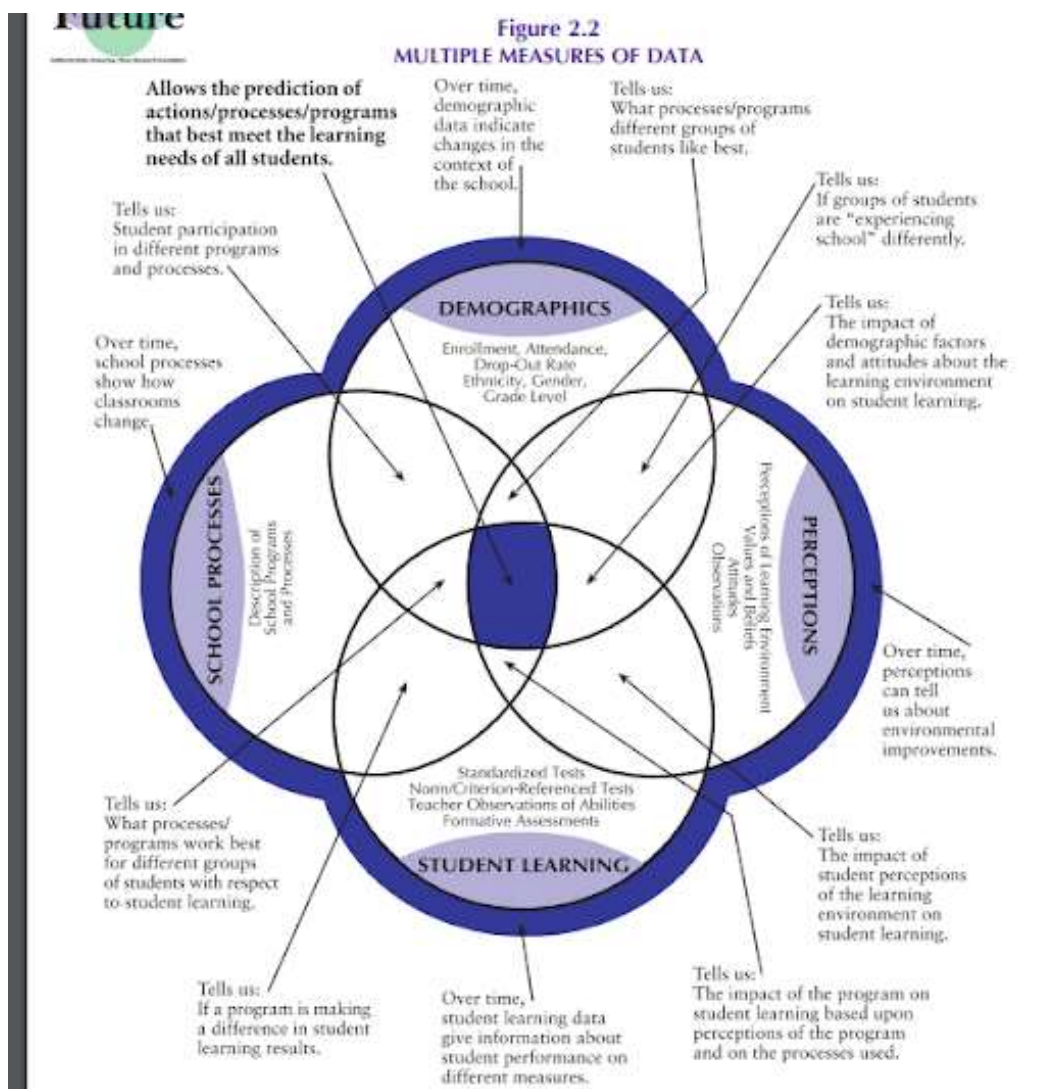 Future
Figure 2.2
MULTIPLE MEASURES OF DATA
Allows the prediction of
actions/processes/programs
that best meet the learning
needs of all students.
Over time,
demographic
data indicate
changes in the
context of
the school.
Tells us:
What processes/programs
different groups of
students like best.
Tells us:
If groups of students
are “experiencing
school” differently.
Tells us:
Student participation
in different programs
and processes.
Tells us:
The impact of
demographic factors
and attitudes about the
learning environment
on student learning.
Over time,
school processes
show how
classrooms
change.
DEMOGRAPHICS
Enrollment, Attendance,
Drop-Out Rate
Ethnicity, Gender,
Grade Level
SCHOOL PROCESSES
Description of
School Programs
and Processes
PERCEPTIONS
Perceptions of Learning Environment
Values and Beliefs
Attitudes
Observations
Over time,
perceptions
can tell
us about
environmental
improvements.
Standardized Tests
Norm/Criterion-Referenced Tests
Teacher Observations of Abilities
Formative Assessments
STUDENT LEARNING
Tells us:
What processes/
programs work best
for different groups
of students with respect
to student learning.
Tells us:
The impact of
student perceptions
of the learning
environment on
student learning.
Tells us:
If a program is making
a difference in student
learning results.
Over time,
student learning data
give information about
student performance on
different measures.
Tells us:
The impact of the program on
student learning based upon
perceptions of the program
and on the processes used.